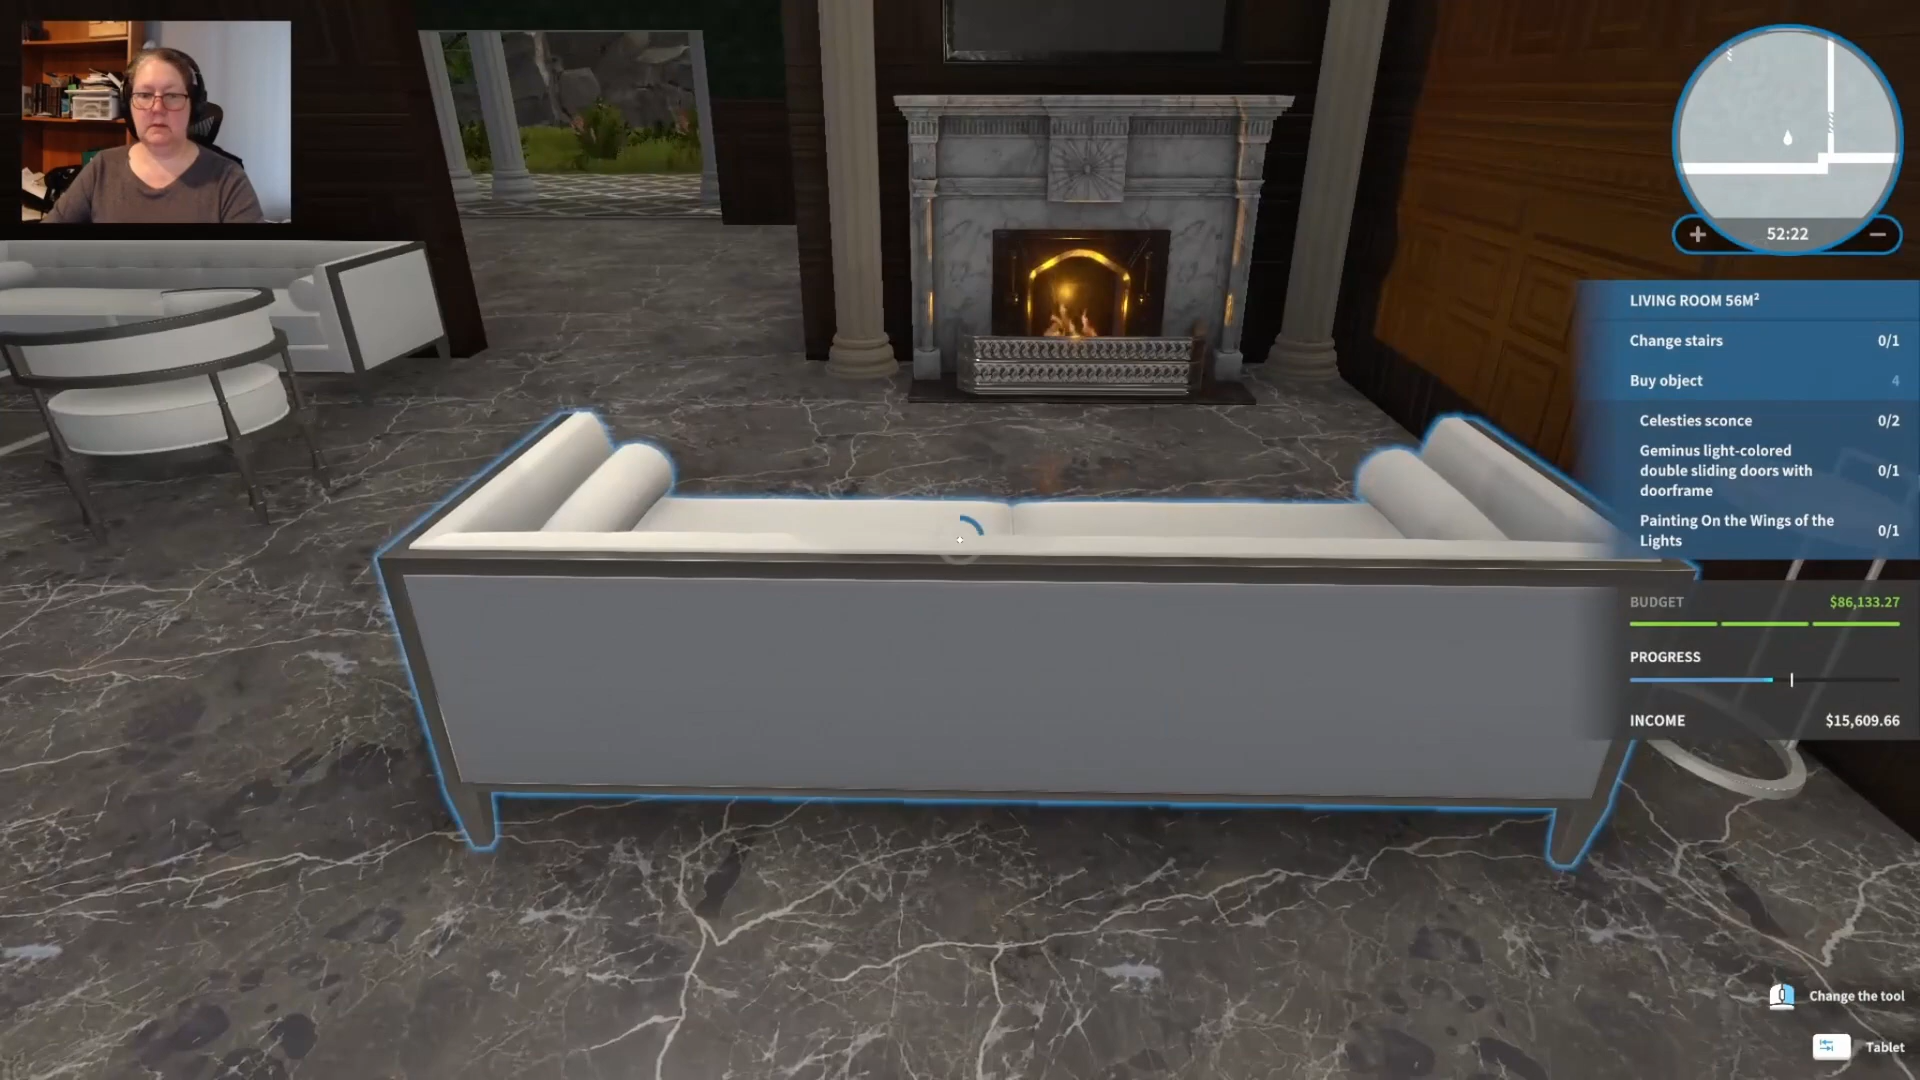 52:22
LIVING ROOM 56M²
Change stairs 0/1
Buy object 4
Celesties sconce 0/2
Geminus light-colored
double sliding doors with 0/1
doorframe
Painting On the Wings of the
Lights 0/1
BUDGET $86,133.27
PROGRESS
INCOME $15,609.66
Change the tool
Tablet